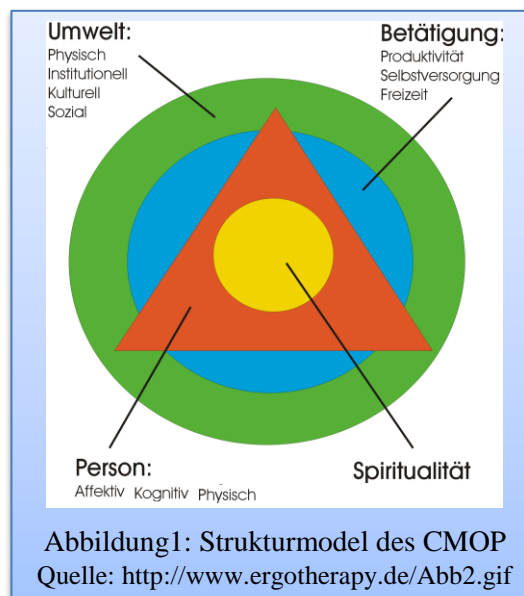 Umwelt:
Physisch
Institutionell
Kulturell
Sozial
Betätigung:
Produktivität
Selbstversorgung
Freizeit
Person:
Affektiv Kognitiv Physisch
Spiritualität
Abbildung1: Strukturmodel des CMOP
Quelle: http://www.ergotherapy.de/Abb2.gif